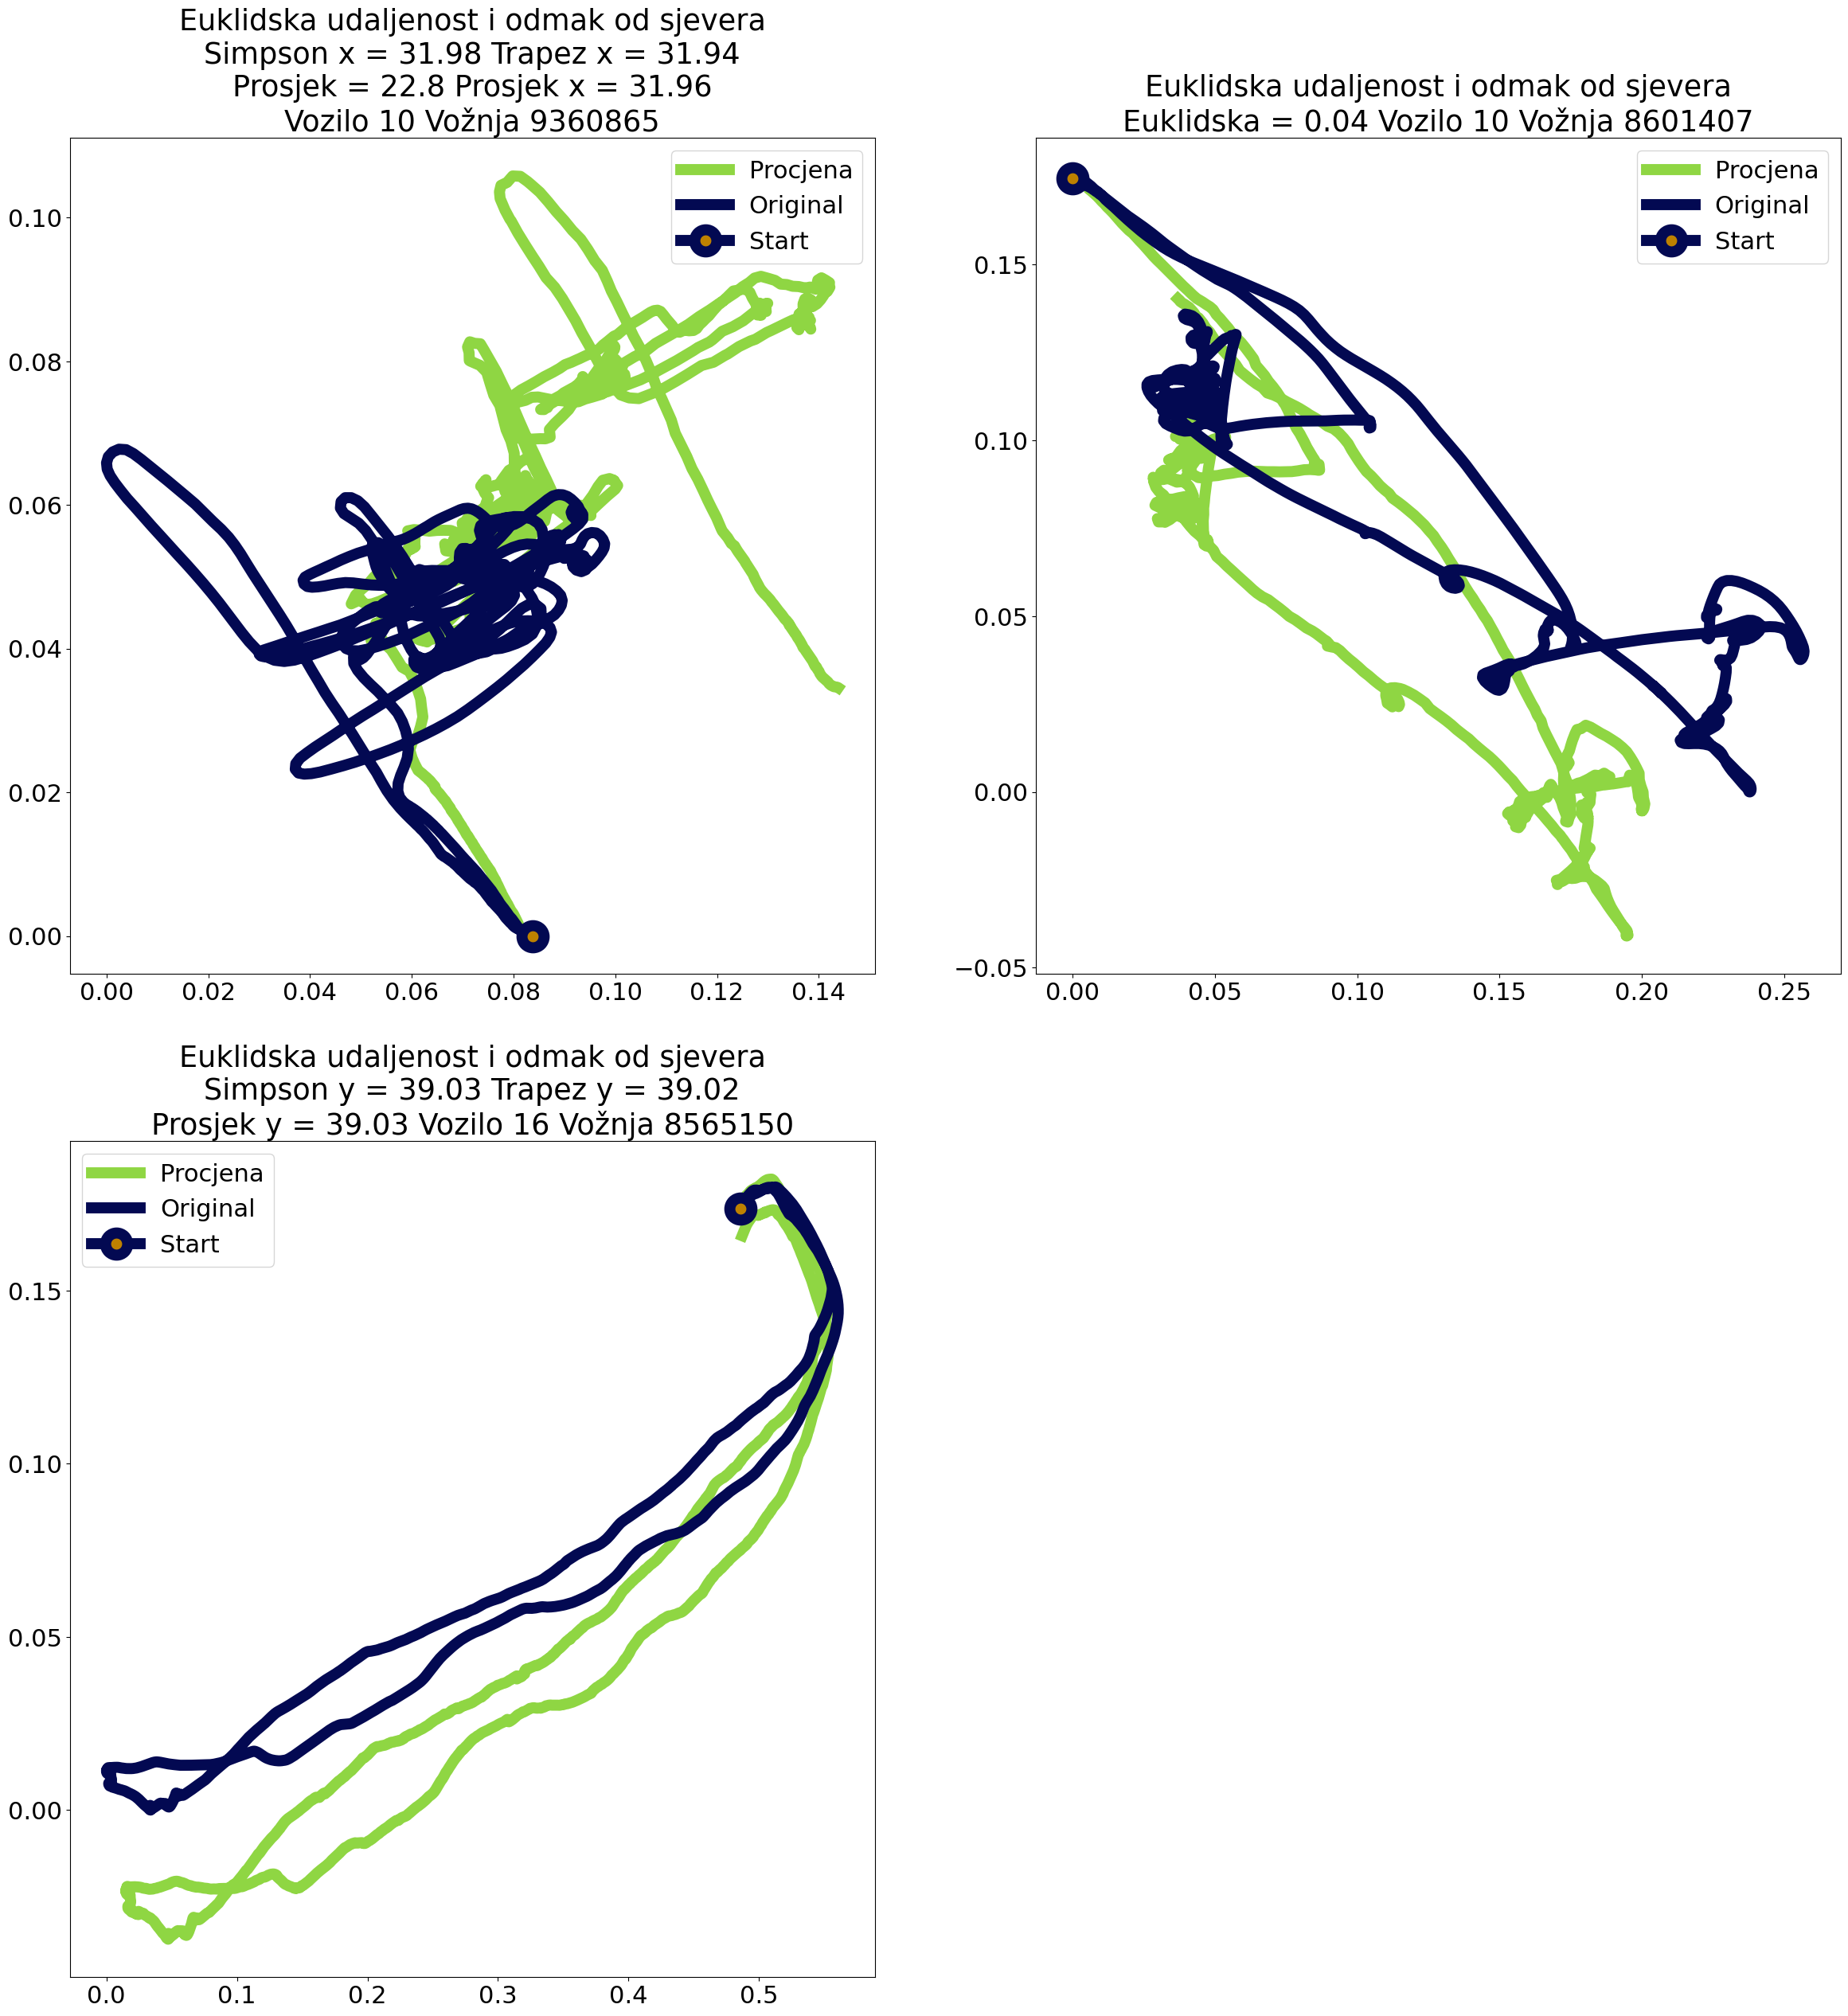 Euklidska udaljenost i odmak od sjevera
Simpson x = 31.98 Trapez x = 31.94
Prosjek = 22.8 Prosjek x = 31.96
Vozilo 10 Vožnja 9360865
Procjena
Original
Start
0.10
0.08
0.06
0.04
0.02
0.00
0.00 0.02 0.04 0.06 0.08 0.10 0.12 0.14
Euklidska udaljenost i odmak od sjevera
Euklidska = 0.04 Vozilo 10 Vožnja 8601407
Procjena
Original
Start
0.15
0.10
0.05
0.00
−0.05
0.00 0.05 0.10 0.15 0.20 0.25
Euklidska udaljenost i odmak od sjevera
Simpson y = 39.03 Trapez y = 39.02
Prosjek y = 39.03 Vozilo 16 Vožnja 8565150
Procjena
Original
Start
0.15
0.10
0.05
0.00
0.0 0.1 0.2 0.3 0.4 0.5